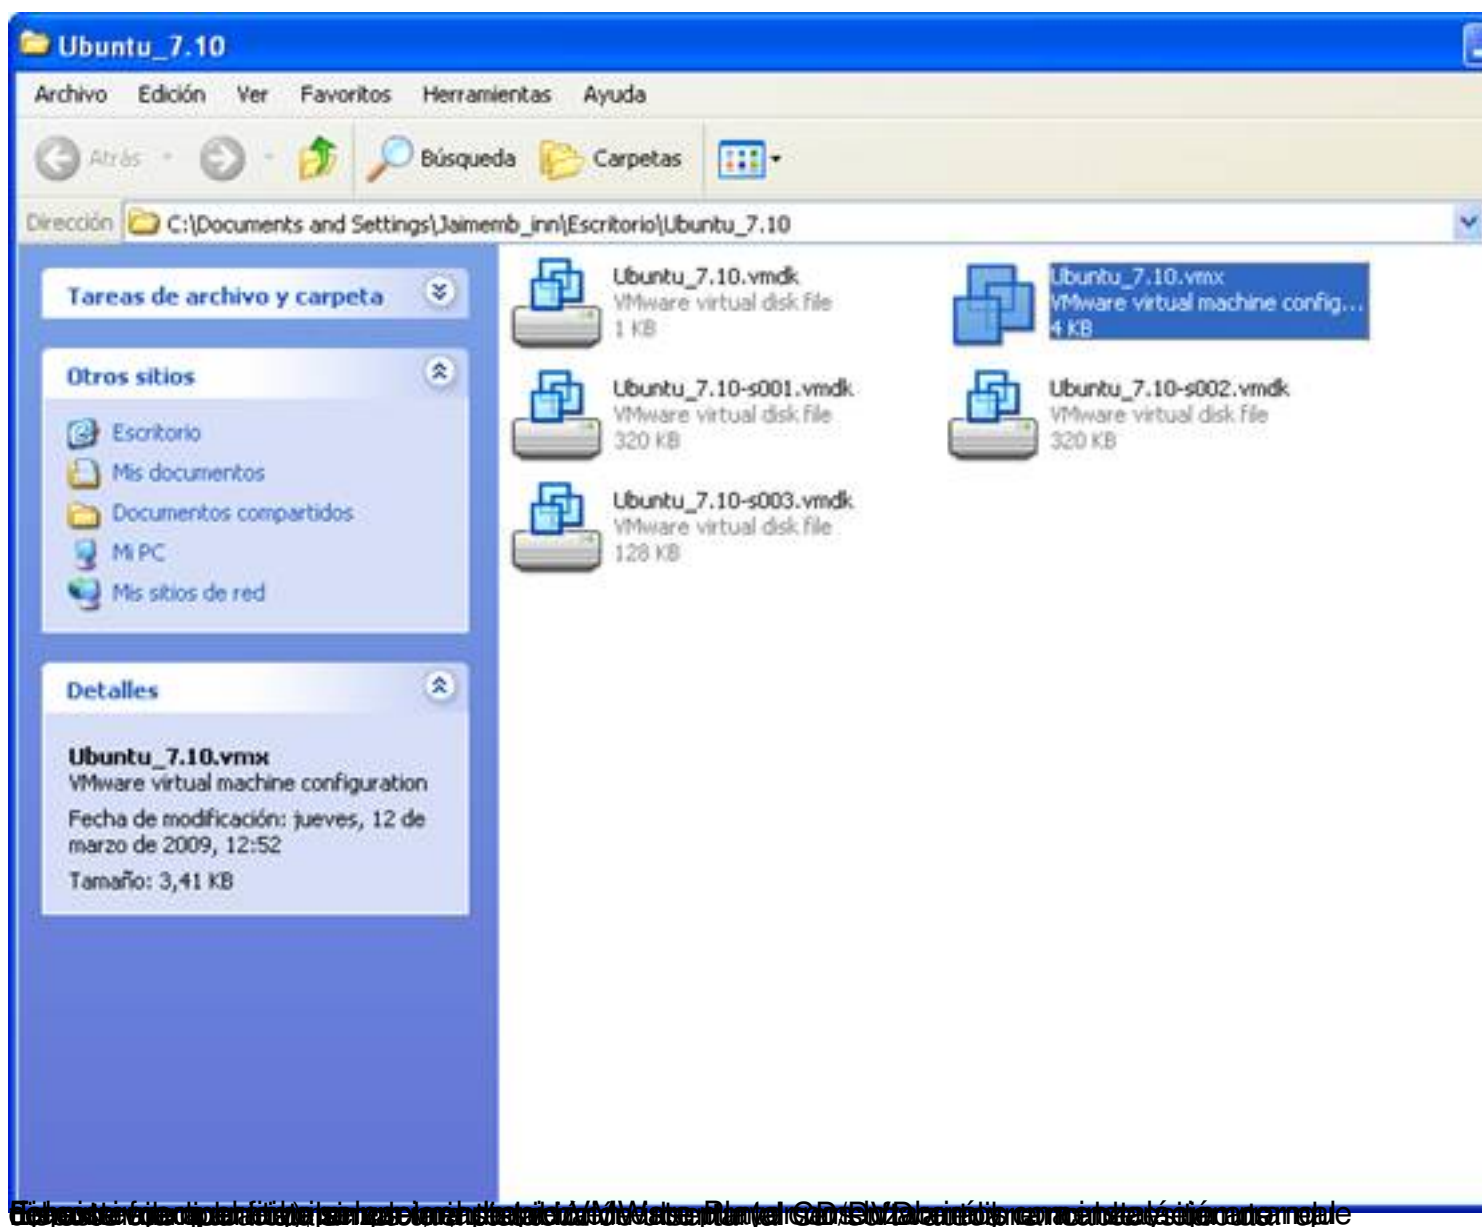 Ubuntu_7.10
Archivo Edición Ver Favoritos Herramientas Ayuda
Atrás Búsqueda Carpetas
Dirección C:\Documents and Settings\Jaimemb_inn\Escritorio\Ubuntu_7.10
Tareas de archivo y carpeta
Otros sitios
Escritorio
Mis documentos
Documentos compartidos
Mi PC
Mis sitios de red
Detalles
Ubuntu_7.10.vmx
VMware virtual machine configuration
Fecha de modificación: jueves, 12 de
marzo de 2009, 12:52
Tamaño: 3,41 KB
Ubuntu_7.10.vmdk
VMware virtual disk file
1 KB
Ubuntu_7.10.vmx
VMware virtual machine config...
4 KB
Ubuntu_7.10-s001.vmdk
VMware virtual disk file
320 KB
Ubuntu_7.10-s002.vmdk
VMware virtual disk file
320 KB
Ubuntu_7.10-s003.vmdk
VMware virtual disk file
128 KB